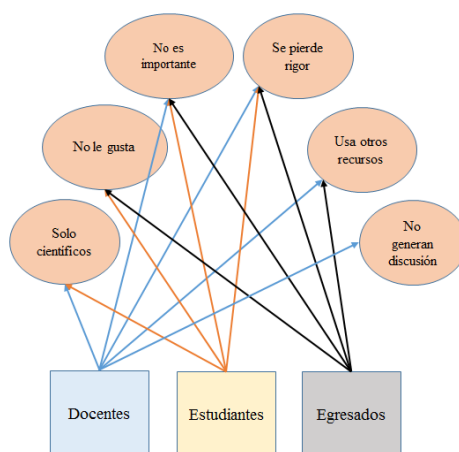 No es
importante
Se pierde
rigor
No le gusta
Usa otros
recursos
Solo
científicos
No
generan
discusión
Docentes
Estudiantes
Egresados